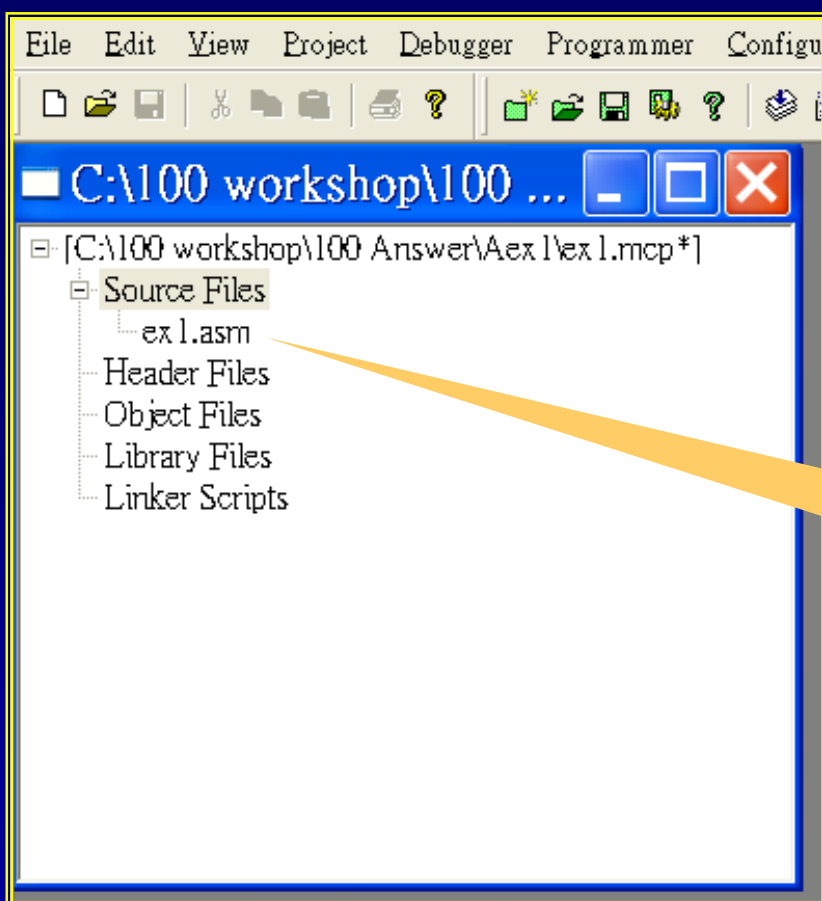 File Edit View Project Debugger Programmer Configu
C:\100 workshop\100 ...
[C:\100 workshop\100 Answer\Aex1\ex1.mcp*]
Source Files
ex1.asm
Header Files
Object Files
Library Files
Linker Scripts